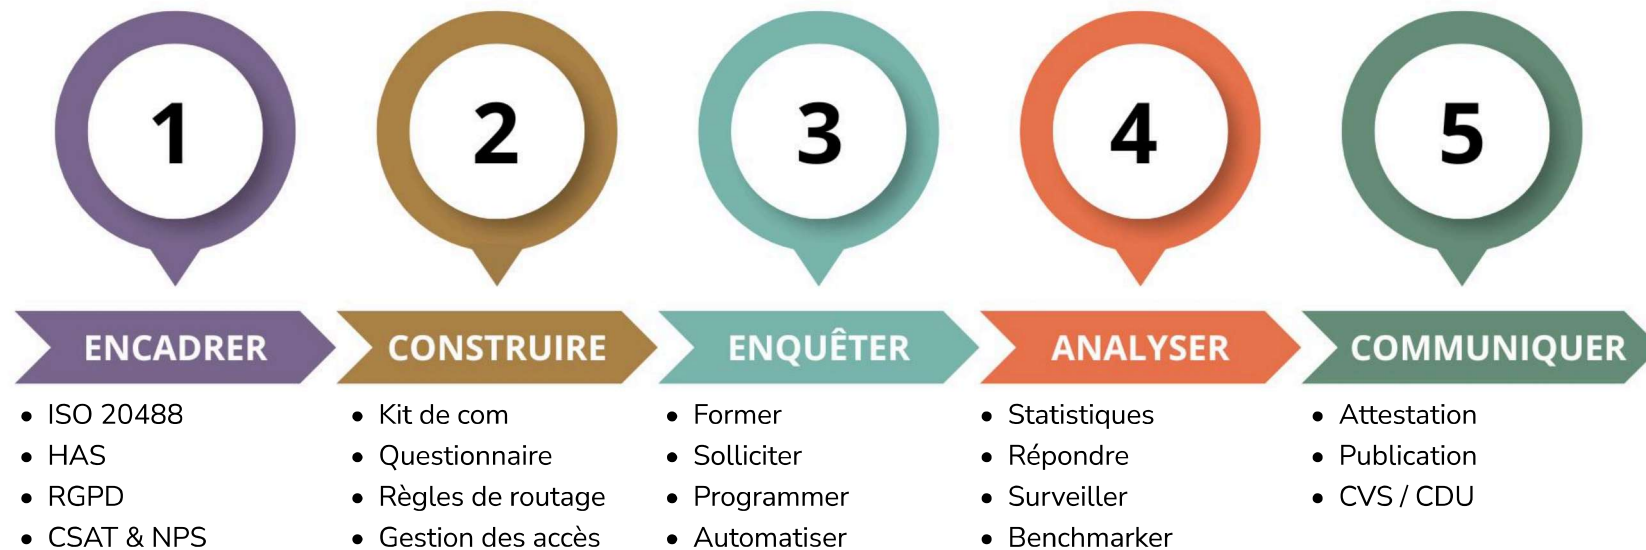 1
2
3
4
5
ENCADRER
CONSTRUIRE
ENQUÊTER
ANALYSER
COMMUNIQUER
• ISO 20488
• HAS
• RGPD
• CSAT & NPS
• Kit de com
• Questionnaire
• Règles de routage
• Gestion des accès
• Former
• Solliciter
• Programmer
• Automatiser
• Statistiques
• Répondre
• Surveiller
• Benchmarker
• Attestation
• Publication
• CVS / CDU